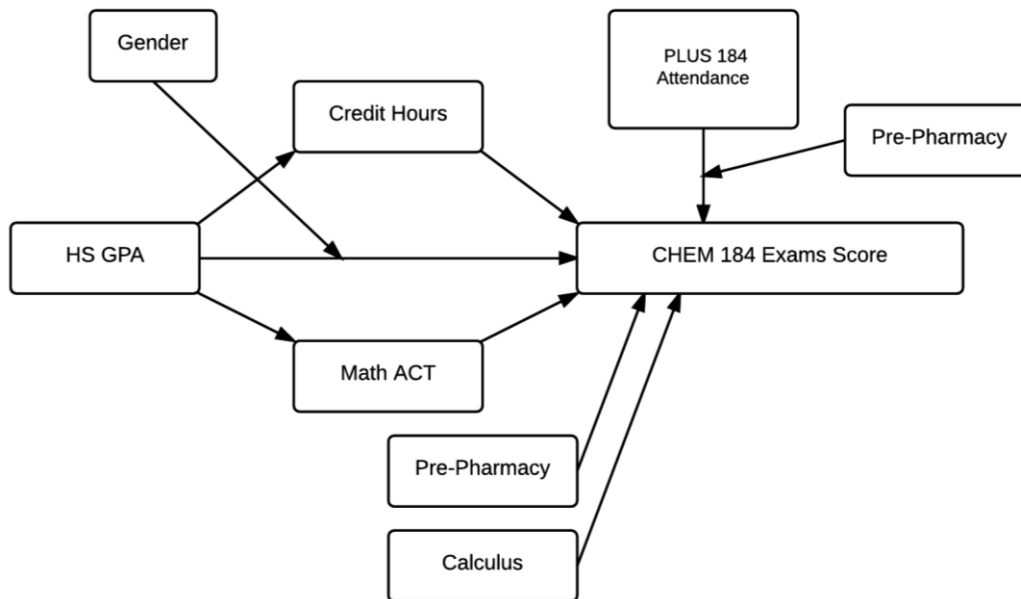 Gender
PLUS 184
Attendance
Credit Hours
Pre-Pharmacy
HS GPA
CHEM 184 Exams Score
Math ACT
Pre-Pharmacy
Calculus